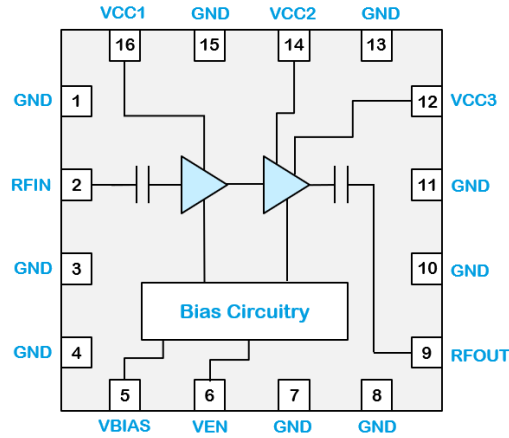 VCC1 GND VCC2 GND
16 15 14 13
GND 1 12 VCC3
RFIN 2 11 GND
GND 3 10 GND
Bias Circuitry
GND 4 9 RFOUT
5 6 7 8
VBIAS VEN GND GND